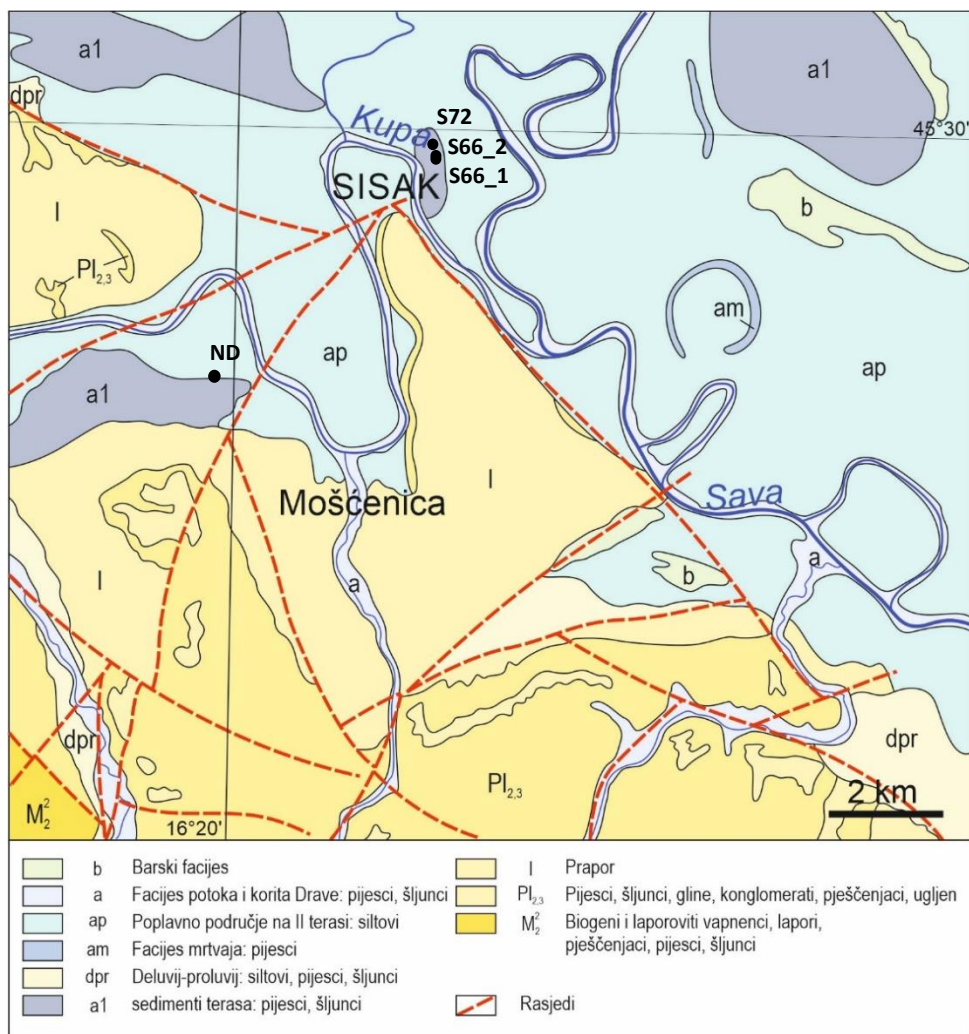 a1
a1
dpr
Kupa
S72
S66_2
S66_1
45°30'
SISAK
l
b
Pl2,3
am
ND
ap
ap
a1
Mošćenica
l
Sava
a
l
a
b
dpr
dpr
Pl2,3
2 km
M₂²
16°20'
b Barski facijes
a Facijes potoka i korita Drave: pijesci, šljunci
ap Poplavno područje na II terasi: siltovi
am Facijes mrtvaja: pijesci
dpr Deluvij-proluvij: siltovi, pijesci, šljunci
a1 sedimenti terasa: pijesci, šljunci
l Prapor
Pl2,3 Pijesci, šljunci, gline, konglomerati, pješčenjaci, ugljen
M₂² Biogeni i laporoviti vapnenci, lapori,
pješčenjaci, pijesci, šljunci
Rasjedi